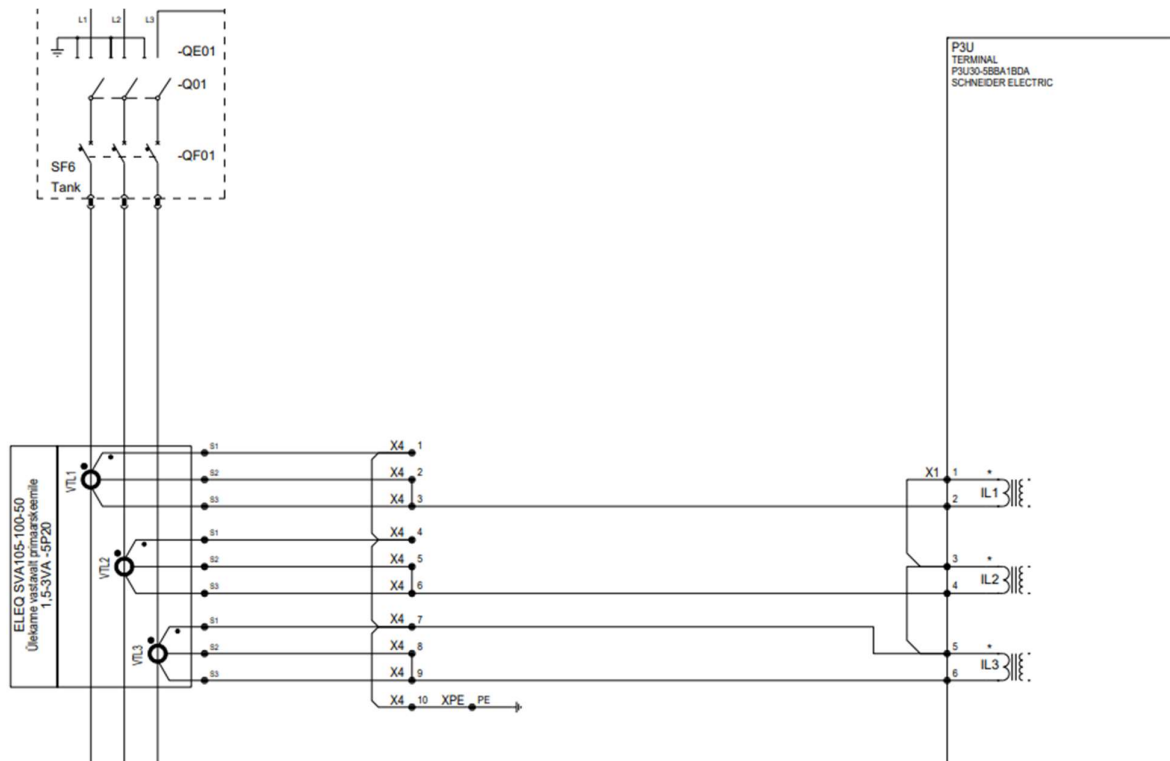 L1 L2 L3
-QE01
-Q01
-QF01
SF6
Tank
P3U
TERMINAL
P3U30-5BBA1BDA
SCHNEIDER ELECTRIC
ELEQ SVA105-100-50
Ülekanne vastavalt primaarskeemile
1,5-3VA -5P20
VTL1
S1 X4 1
S2 X4 2
S3 X4 3
VTL2
S1 X4 4
S2 X4 5
S3 X4 6
VTL3
S1 X4 7
S2 X4 8
S3 X4 9
X4 10 XPE PE
X1 1 *
IL1
2
3 *
IL2
4
5 *
IL3
6